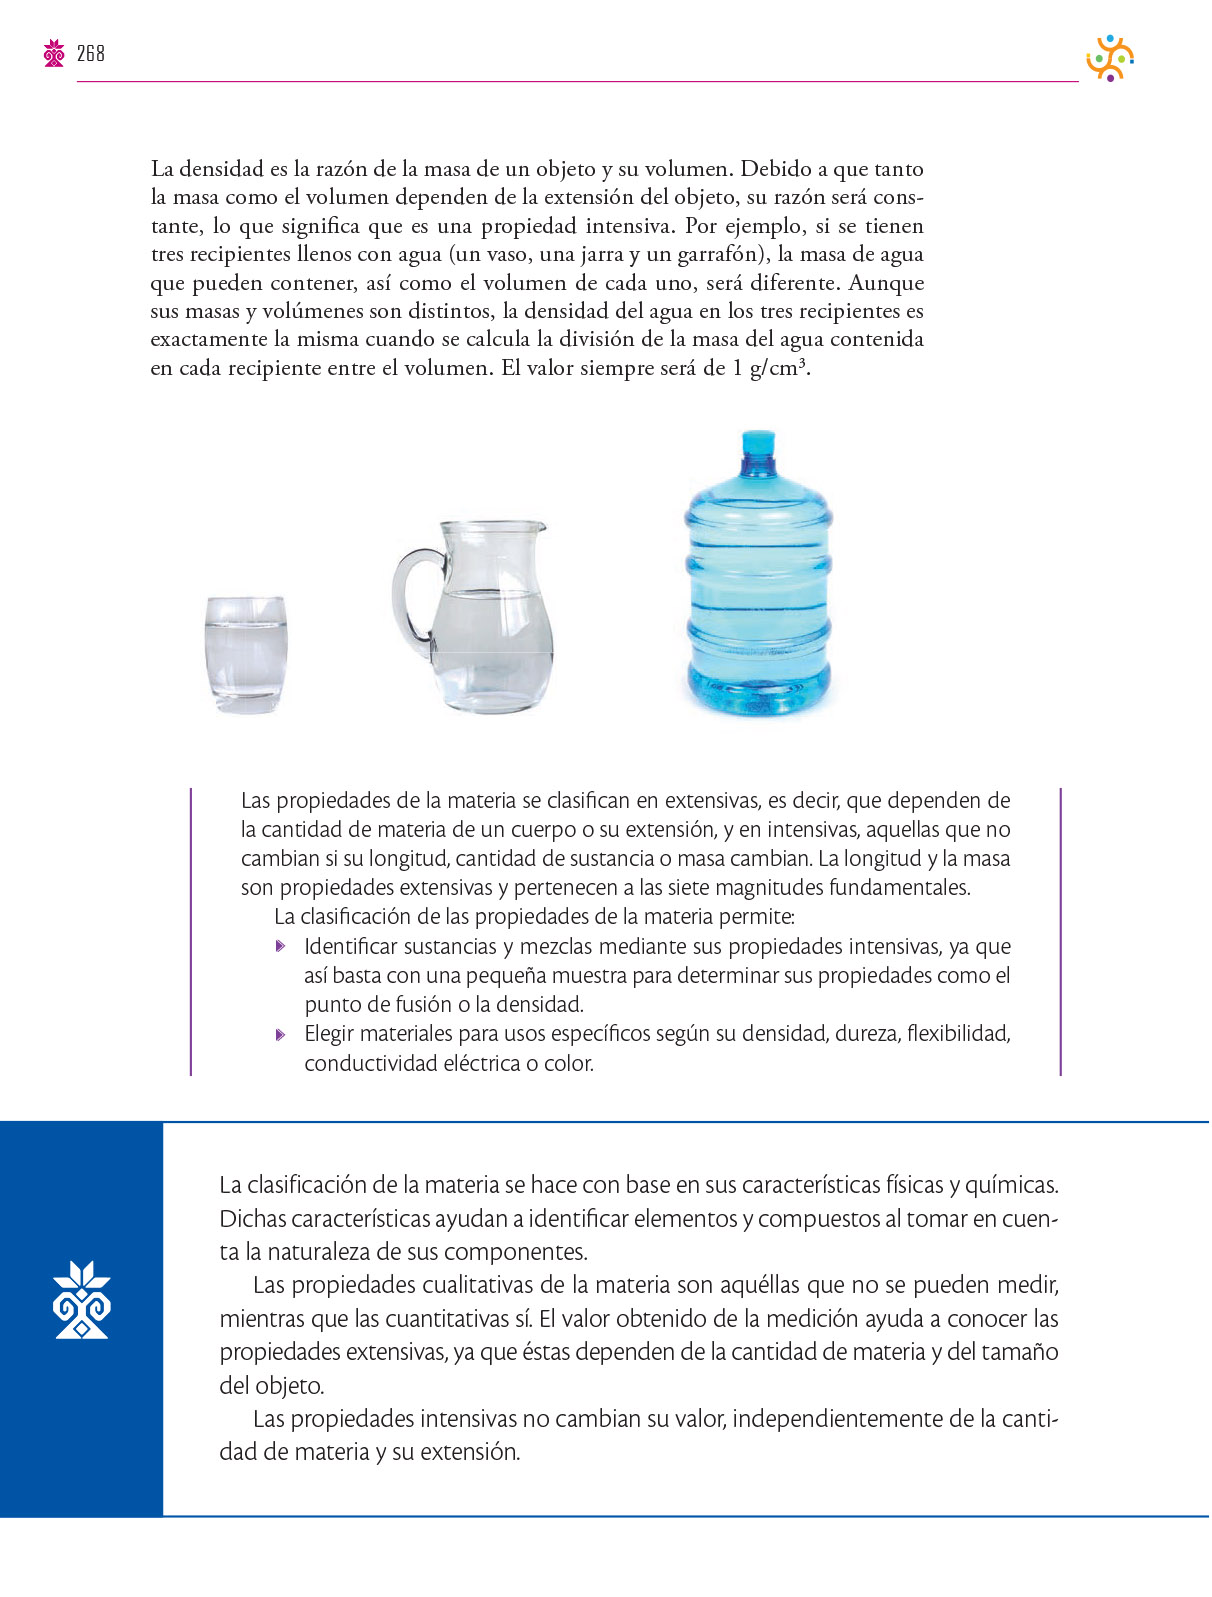 268
La densidad es la razón de la masa de un objeto y su volumen. Debido a que tanto
la masa como el volumen dependen de la extensión del objeto, su razón será cons-
tante, lo que significa que es una propiedad intensiva. Por ejemplo, si se tienen
tres recipientes llenos con agua (un vaso, una jarra y un garrafón), la masa de agua
que pueden contener, así como el volumen de cada uno, será diferente. Aunque
sus masas y volúmenes son distintos, la densidad del agua en los tres recipientes es
exactamente la misma cuando se calcula la división de la masa del agua contenida
en cada recipiente entre el volumen. El valor siempre será de 1 g/cm³.
Las propiedades de la materia se clasifican en extensivas, es decir, que dependen de
la cantidad de materia de un cuerpo o su extensión, y en intensivas, aquellas que no
cambian si su longitud, cantidad de sustancia o masa cambian. La longitud y la masa
son propiedades extensivas y pertenecen a las siete magnitudes fundamentales.
La clasificación de las propiedades de la materia permite:
Identificar sustancias y mezclas mediante sus propiedades intensivas, ya que
así basta con una pequeña muestra para determinar sus propiedades como el
punto de fusión o la densidad.
Elegir materiales para usos específicos según su densidad, dureza, flexibilidad,
conductividad eléctrica o color.
La clasificación de la materia se hace con base en sus características físicas y químicas.
Dichas características ayudan a identificar elementos y compuestos al tomar en cuen-
ta la naturaleza de sus componentes.
Las propiedades cualitativas de la materia son aquéllas que no se pueden medir,
mientras que las cuantitativas sí. El valor obtenido de la medición ayuda a conocer las
propiedades extensivas, ya que éstas dependen de la cantidad de materia y del tamaño
del objeto.
Las propiedades intensivas no cambian su valor, independientemente de la canti-
dad de materia y su extensión.